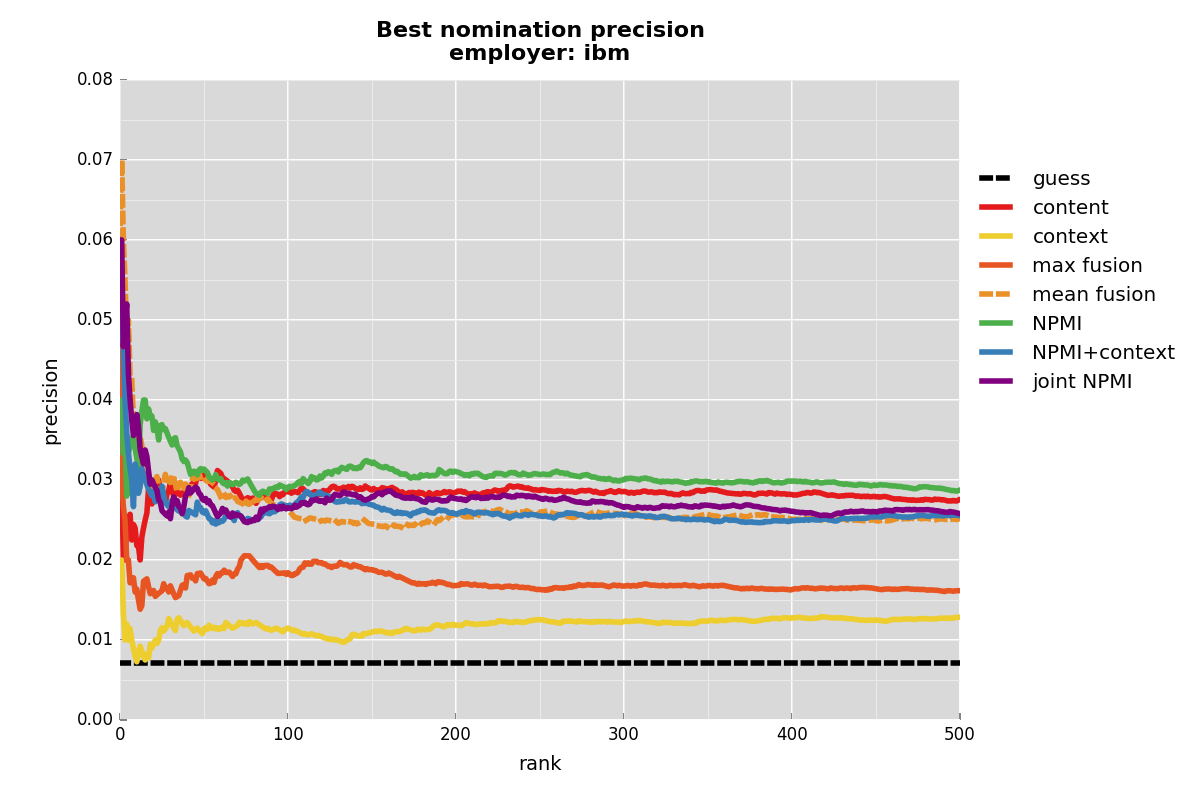 Best nomination precision
employer: ibm
precision
0.08
0.07
0.06
0.05
0.04
0.03
0.02
0.01
0.00
0
100
200
300
400
500
rank
guess
content
context
max fusion
mean fusion
NPMI
NPMI+context
joint NPMI